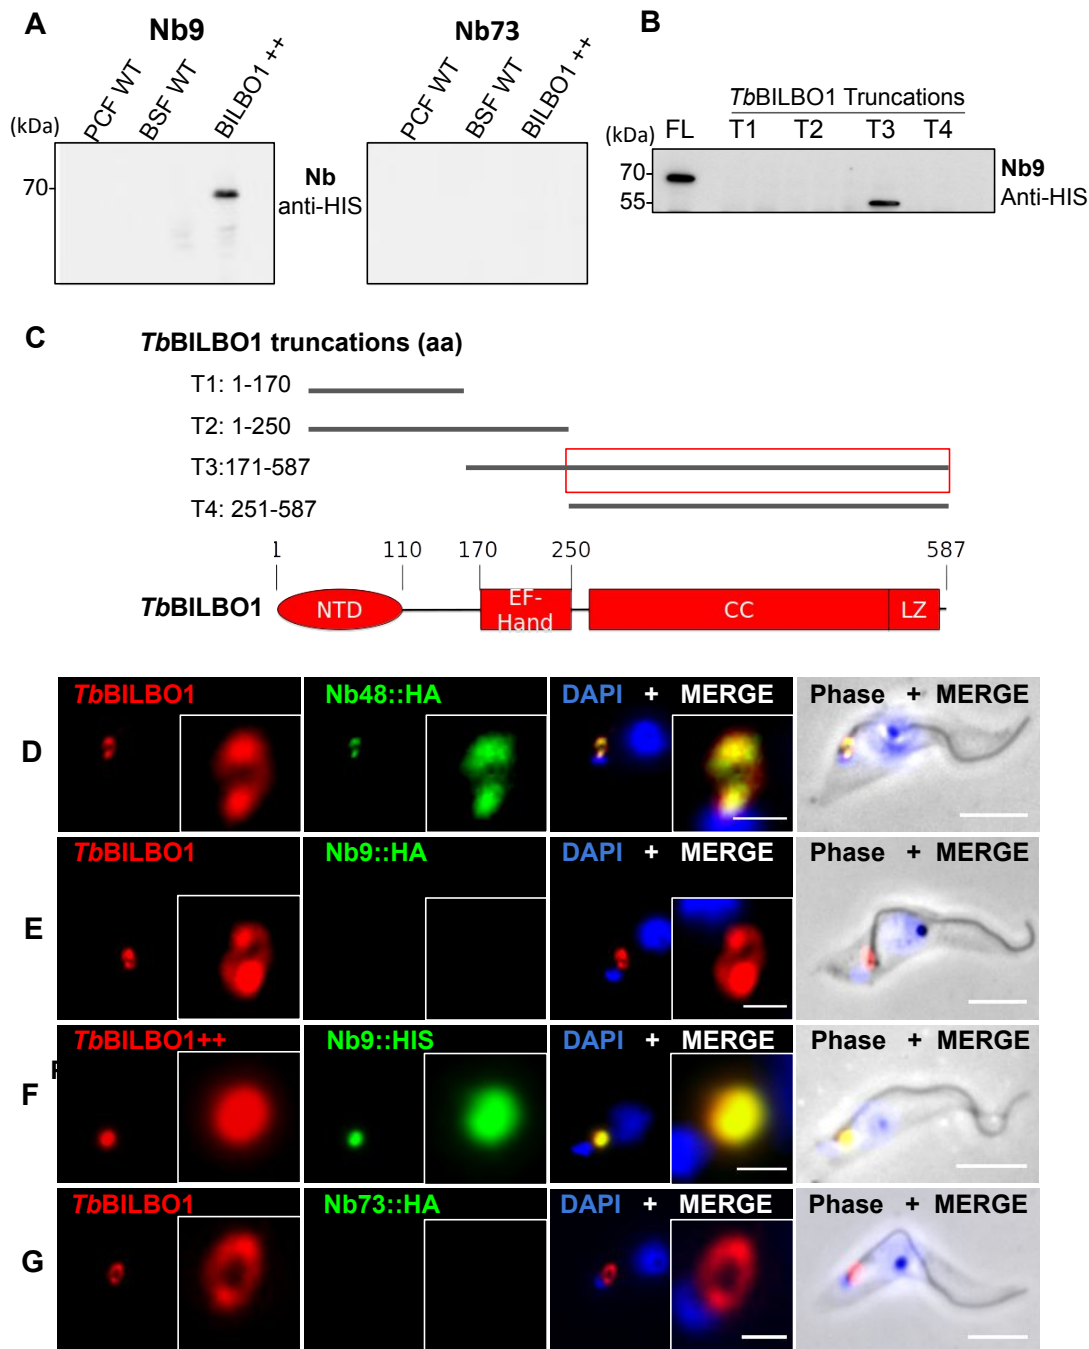 A
Nb9
Nb73
PCF WT
BSF WT
BILBO1 ++
PCF WT
BSF WT
BILBO1 ++
(kDa)
70-
Nb
anti-HIS
B
TbBILBO1 Truncations
(kDa)
FL T1 T2 T3 T4
70-
55-
Nb9
Anti-HIS
C
TbBILBO1 truncations (aa)
T1: 1-170
T2: 1-250
T3:171-587
T4: 251-587
1 110 170 250 587
TbBILBO1
NTD
EF-
Hand
CC
LZ
D
TbBILBO1 Nb48::HA DAPI + MERGE Phase + MERGE
E
TbBILBO1 Nb9::HA DAPI + MERGE Phase + MERGE
F
TbBILBO1++ Nb9::HIS DAPI + MERGE Phase + MERGE
G
TbBILBO1 Nb73::HA DAPI + MERGE Phase + MERGE